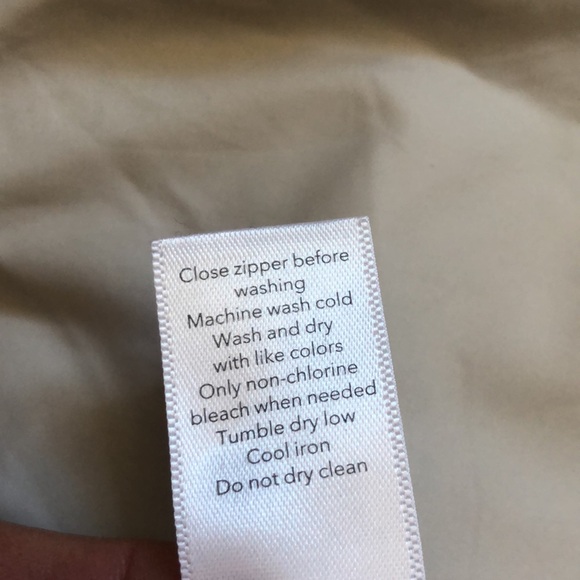 Close zipper before
washing
Machine wash cold
Wash and dry
with like colors
Only non-chlorine
bleach when needed
Tumble dry low
Cool iron
Do not dry clean